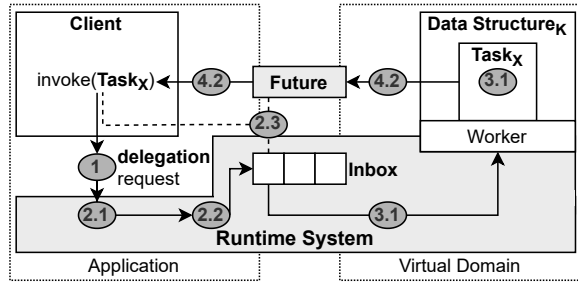 Client
Data Structure_K
Task_X
invoke(Task_X)
4.2
Future
4.2
3.1
2.3
Worker
1
delegation
request
Inbox
2.1
2.2
3.1
Runtime System
Application
Virtual Domain